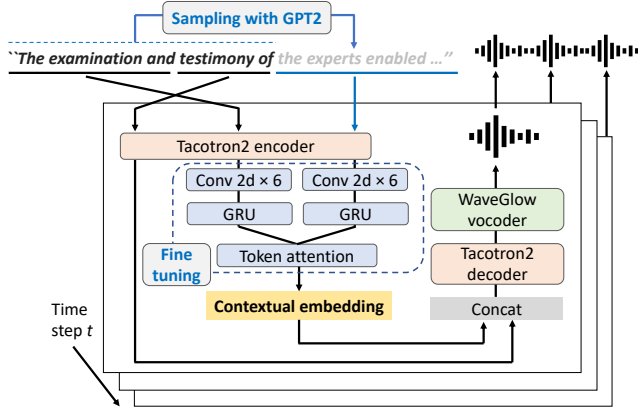 Sampling with GPT2
``The examination and testimony of the experts enabled …”
Tacotron2 encoder
Conv 2d × 6
Conv 2d × 6
GRU
GRU
Token attention
Fine
tuning
Contextual embedding
WaveGlow
vocoder
Tacotron2
decoder
Concat
Time
step t